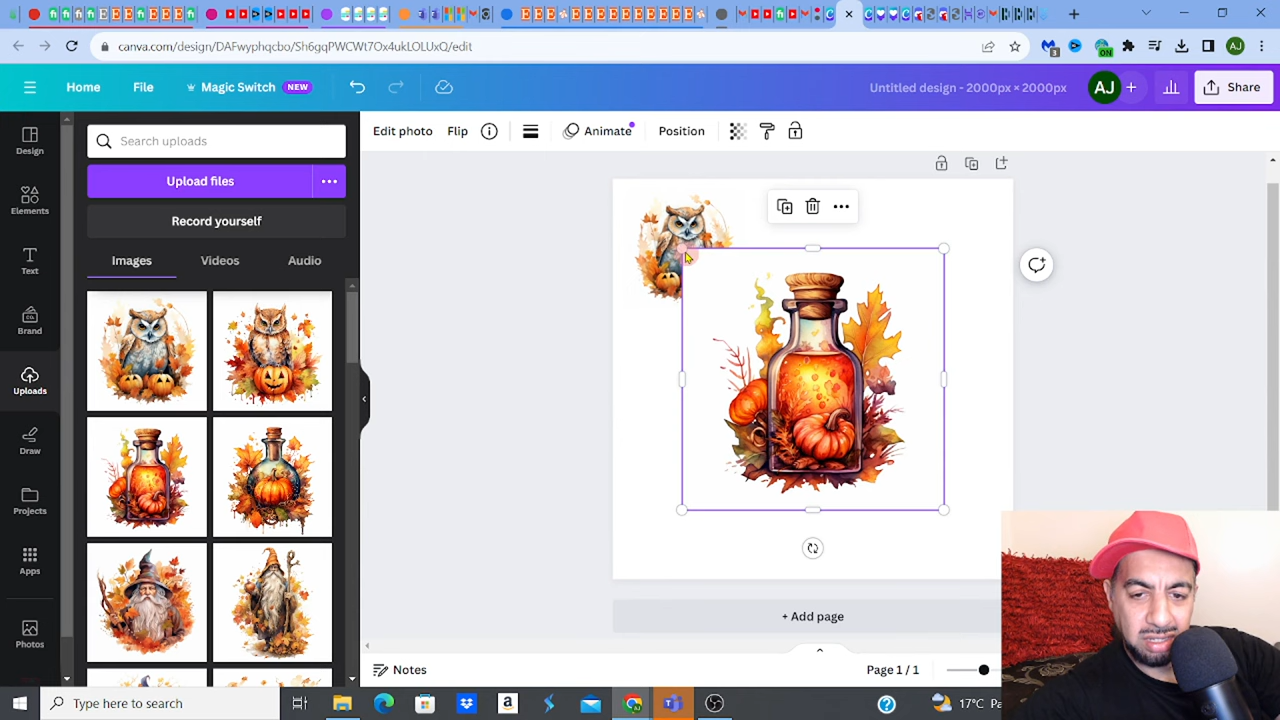 canva.com/design/DAFwyphqcbo/Sh6gqPWCWt7Ox4ukLOLUxQ/edit
Home
File
Magic Switch
NEW
Untitled design - 2000px × 2000px
AJ
Share
Design
Elements
Text
Brand
Uploads
Draw
Projects
Apps
Photos
Search uploads
Upload files
Record yourself
Images
Videos
Audio
Edit photo
Flip
Animate
Position
+ Add page
Notes
Page 1 / 1
Type here to search
17°C